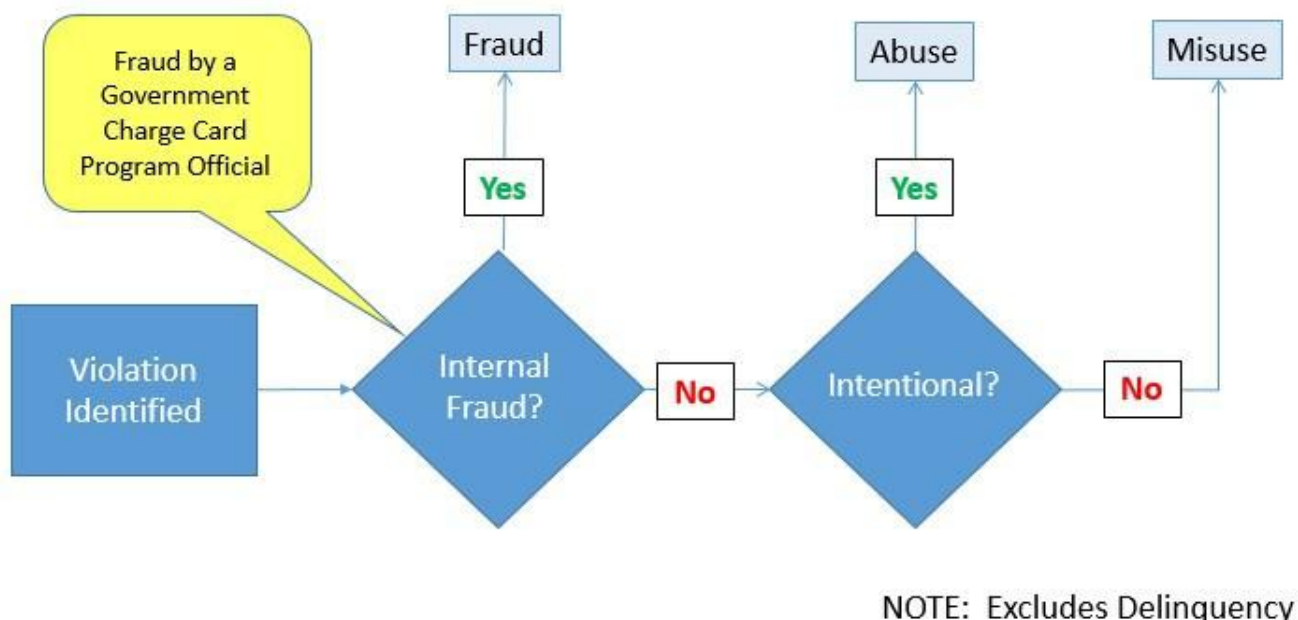 Fraud by a
Government
Charge Card
Program Official
Fraud
Abuse
Misuse
Yes
Yes
Violation
Identified
Internal
Fraud?
No
Intentional?
No
NOTE: Excludes Delinquency